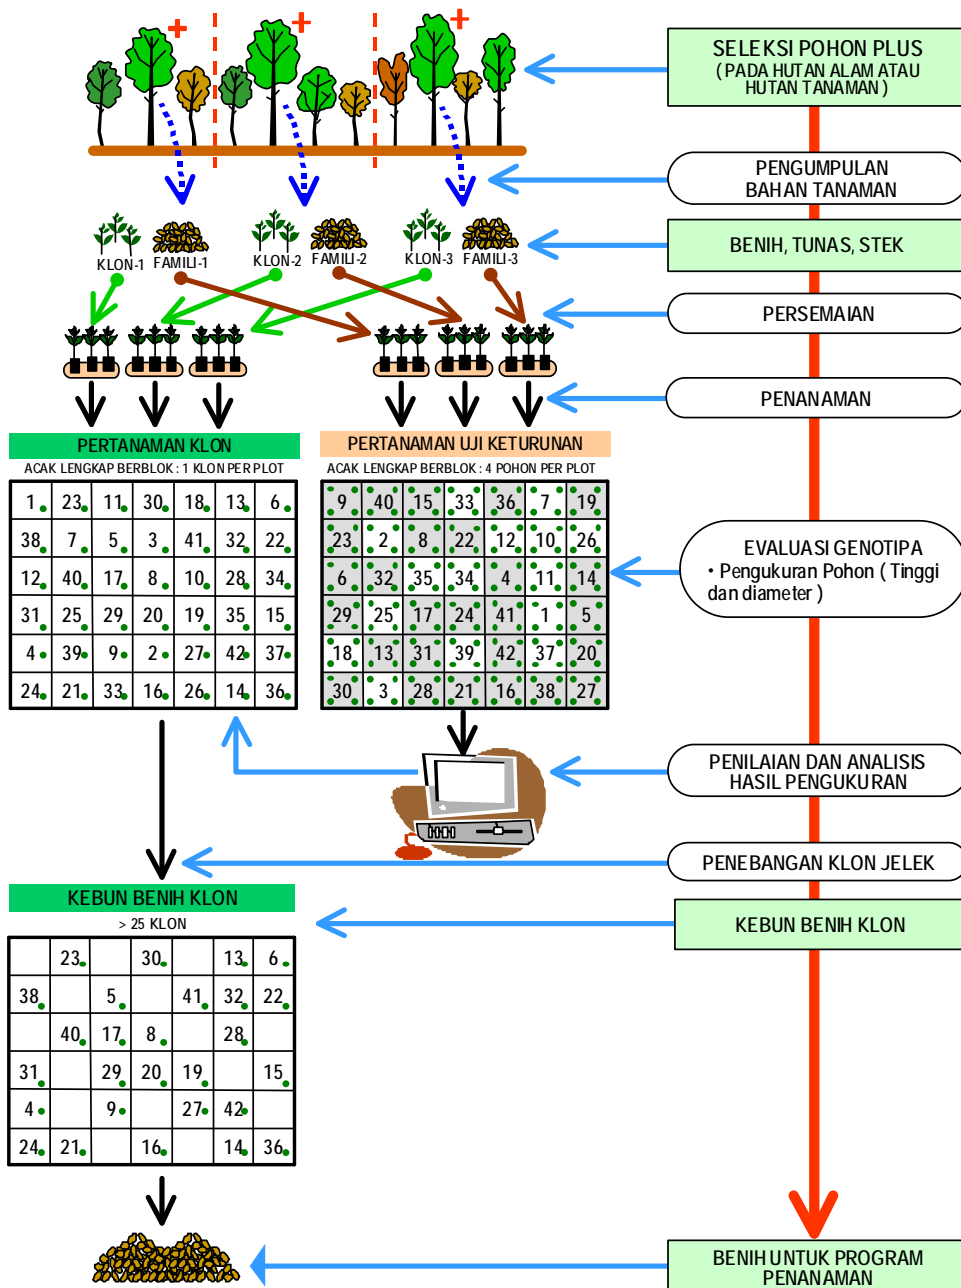 + + +
SELEKSI POHON PLUS
( PADA HUTAN ALAM ATAU
HUTAN TANAMAN )
PENGUMPULAN
BAHAN TANAMAN
BENIH, TUNAS, STEK
KLON-1 FAMILI-1 KLON-2 FAMILI-2 KLON-3 FAMILI-3
PERSEMAIAN
PENANAMAN
PERTANAMAN KLON
ACAK LENGKAP BERBLOK : 1 KLON PER PLOT
1 23 11 30 18 13 6
38 7 5 3 41 32 22
12 40 17 8 10 28 34
31 25 29 20 19 35 15
4 39 9 2 27 42 37
24 21 33 16 26 14 36
PERTANAMAN UJI KETURUNAN
ACAK LENGKAP BERBLOK : 4 POHON PER PLOT
9 40 15 33 36 7 19
23 2 8 22 12 10 26
6 32 35 34 4 11 14
29 25 17 24 41 1 5
18 13 31 39 42 37 20
30 3 28 21 16 38 27
EVALUASI GENOTIPA
• Pengukuran Pohon ( Tinggi
dan diameter )
PENILAIAN DAN ANALISIS
HASIL PENGUKURAN
PENEBANGAN KLON JELEK
KEBUN BENIH KLON
KEBUN BENIH KLON
> 25 KLON
23 30 13 6
38 5 41 32 22
40 17 8 28
31 29 20 19 15
4 9 27 42
24 21 16 14 36
BENIH UNTUK PROGRAM
PENANAMAN